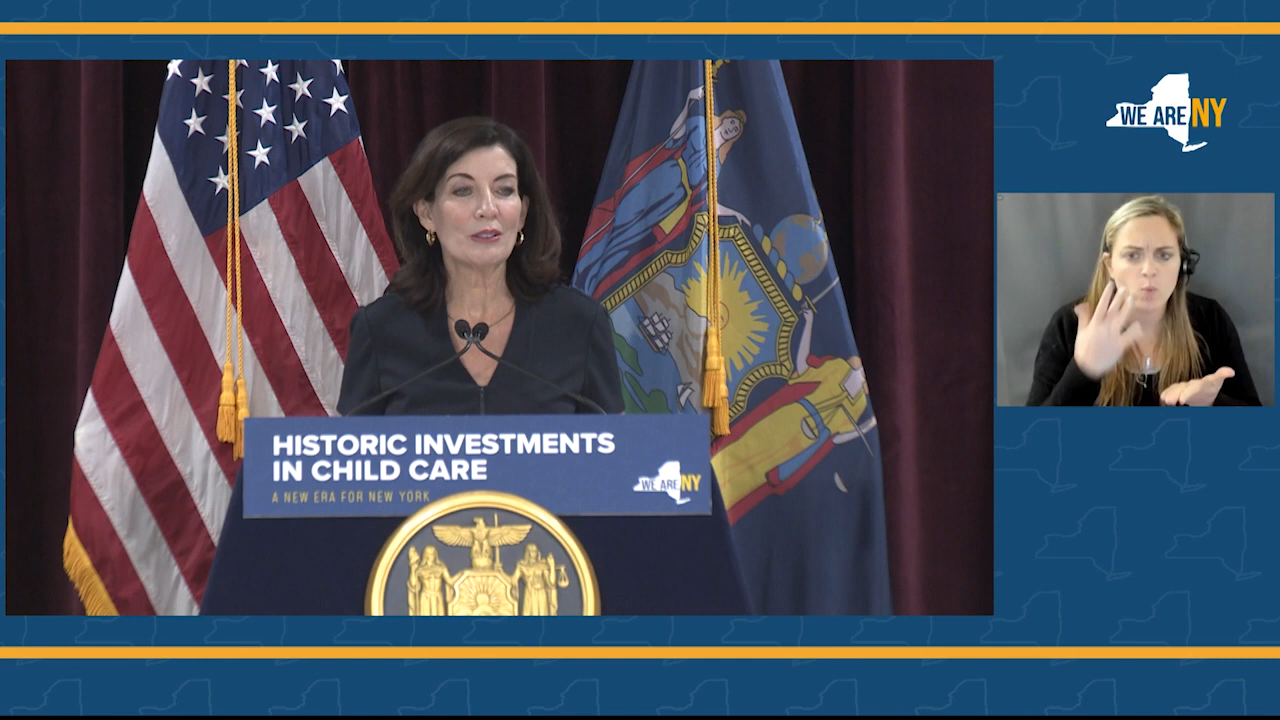 WE ARE NY
HISTORIC INVESTMENTS
IN CHILD CARE
A NEW ERA FOR NEW YORK
WE ARE NY